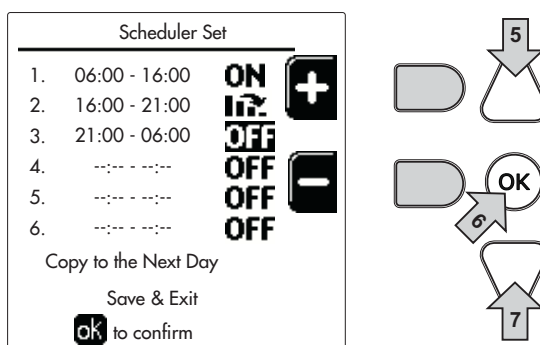 Scheduler Set
1. 06:00 - 16:00 ON
2. 16:00 - 21:00
3. 21:00 - 06:00 OFF
4. --:-- - --:-- OFF
5. --:-- - --:-- OFF
6. --:-- - --:-- OFF
Copy to the Next Day
Save & Exit
ok to confirm
5
OK
6
7